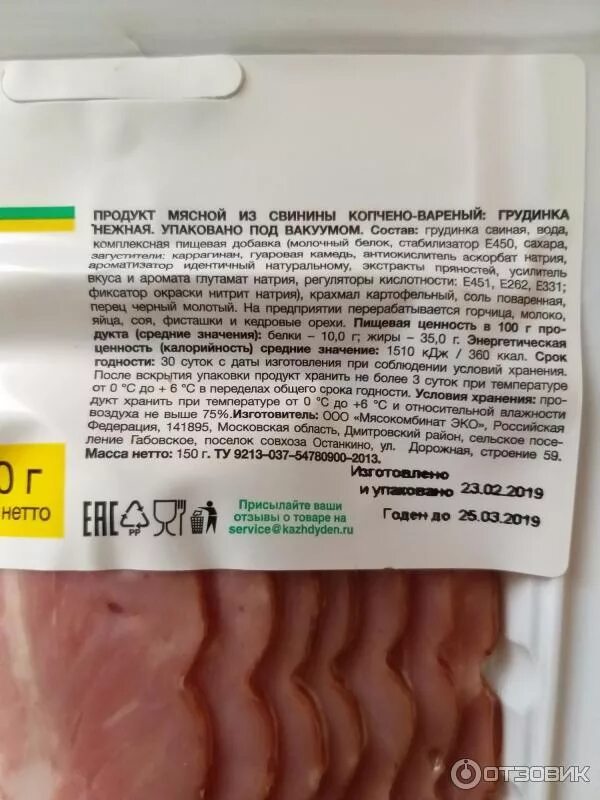 ПРОДУКТ МЯСНОЙ ИЗ СВИНИНЫ КОПЧЕНО-ВАРЕНЫЙ: ГРУДИНКА
НЕЖНАЯ. УПАКОВАНО ПОД ВАКУУМОМ. Состав: грудинка свиная, вода,
комплексная пищевая добавка (молочный белок, стабилизатор Е450, сахара,
загустители: каррагинан, гуаровая камедь, антиокислитель аскорбат натрия,
ароматизатор идентичный натуральному, экстракты пряностей, усилитель
вкуса и аромата глутамат натрия, регуляторы кислотности: Е451, Е262, Е331;
фиксатор окраски нитрит натрия), крахмал картофельный, соль поваренная,
перец черный молотый. На предприятии перерабатывается горчица, молоко,
яйца, соя, фисташки и кедровые орехи. Пищевая ценность в 100 г про-
дукта (средние значения): белки – 10,0 г; жиры – 35,0 г. Энергетическая
ценность (калорийность) средние значение: 1510 кДж / 360 ккал. Срок
годности: 30 суток с даты изготовления при соблюдении условий хранения.
После вскрытия упаковки продукт хранить не более 3 суток при температуре
от 0 °С до + 6 °С в пределах общего срока годности. Условия хранения: про-
дукт хранить при температуре от 0 °С до +6 °С и относительной влажности
воздуха не выше 75%. Изготовитель: ООО «Мясокомбинат ЭКО», Российская
Федерация, 141895, Московская область, Дмитровский район, сельское посе-
ление Габовское, поселок совхоза Останкино, ул. Дорожная, строение 59.
Масса нетто: 150 г. ТУ 9213–037–54780900–2013.
Изготовлено
и упаковано 23.02.2019
Годен до 25.03.2019
0 г
нетто
ЕАС
PP
Присылайте ваши
отзывы о товаре на
service@kazhdyden.ru
ОТЗОВИК